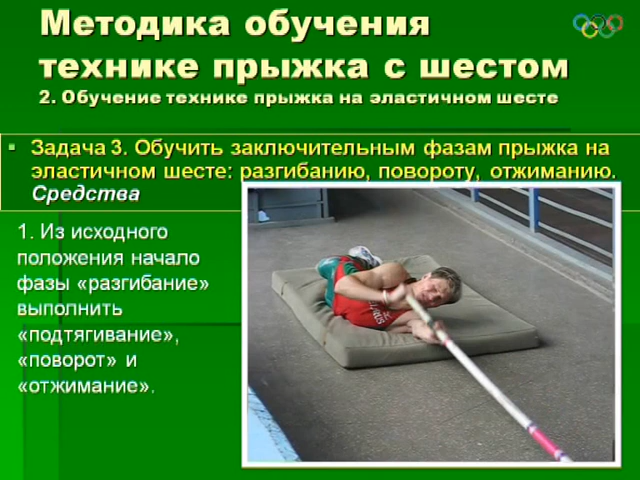 Методика обучения
технике прыжка с шестом
2. Обучение технике прыжка на эластичном шесте
Задача 3. Обучить заключительным фазам прыжка на
эластичном шесте: разгибанию, повороту, отжиманию.
Средства
1. Из исходного
положения начало
фазы «разгибание»
выполнить
«подтягивание»,
«поворот» и
«отжимание».